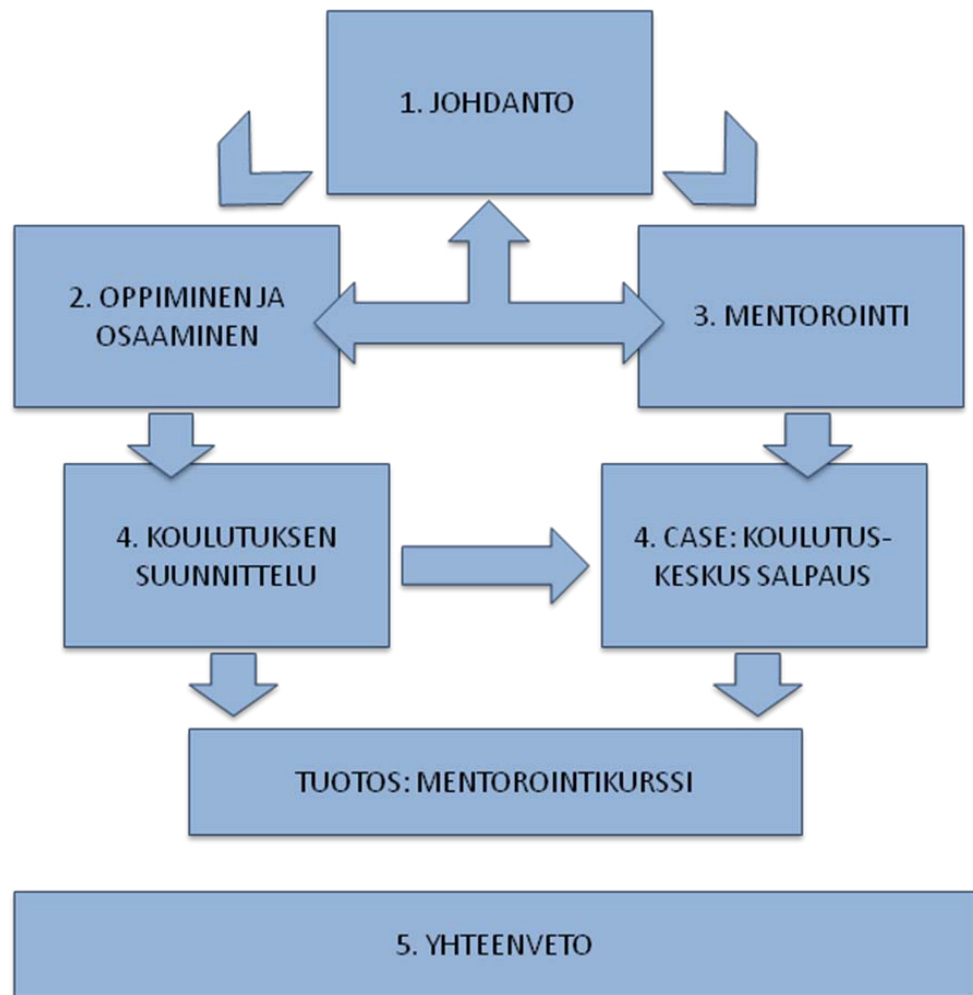 1. JOHDANTO
2. OPPIMINEN JA
OSAAMINEN
3. MENTOROINTI
4. KOULUTUKSEN
SUUNNITTELU
4. CASE: KOULUTUS-
KESKUS SALPAUS
TUOTOS: MENTOROINTIKURSSI
5. YHTEENVETO